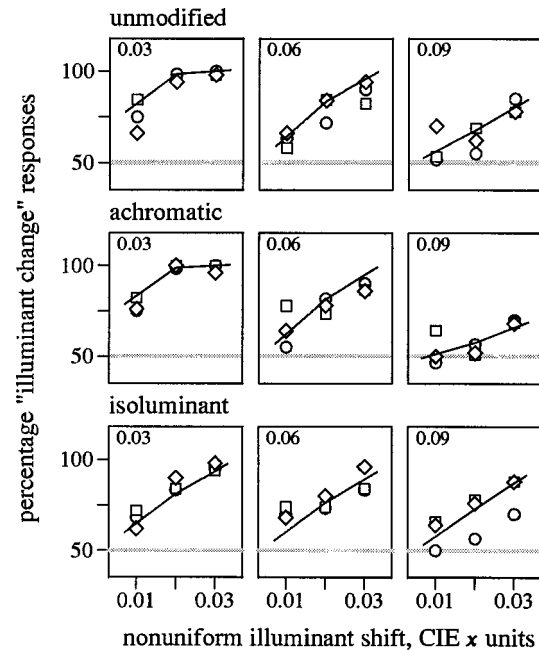 unmodified
0.03 0.06 0.09
100
50
achromatic
0.03 0.06 0.09
100
50
isoluminant
0.03 0.06 0.09
100
50
0.01 0.03 0.01 0.03 0.01 0.03
nonuniform illuminant shift, CIE x units
percentage "illuminant change" responses